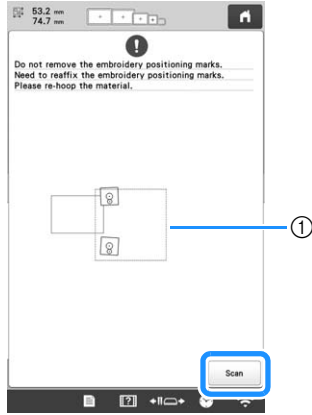 53.2 mm
74.7 mm
Do not remove the embroidery positioning marks.
Need to reaffix the embroidery positioning marks.
Please re-hoop the material.
①
Scan